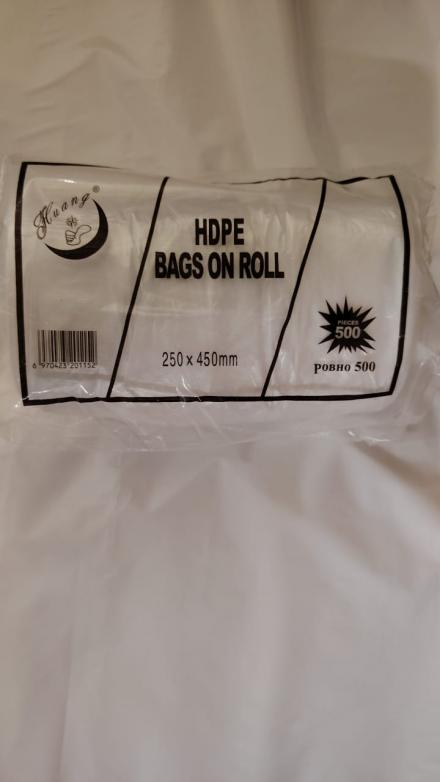 Huang®
HDPE
BAGS ON ROLL
250 x 450mm
PIECES
500
ровно 500
6 970423 201152